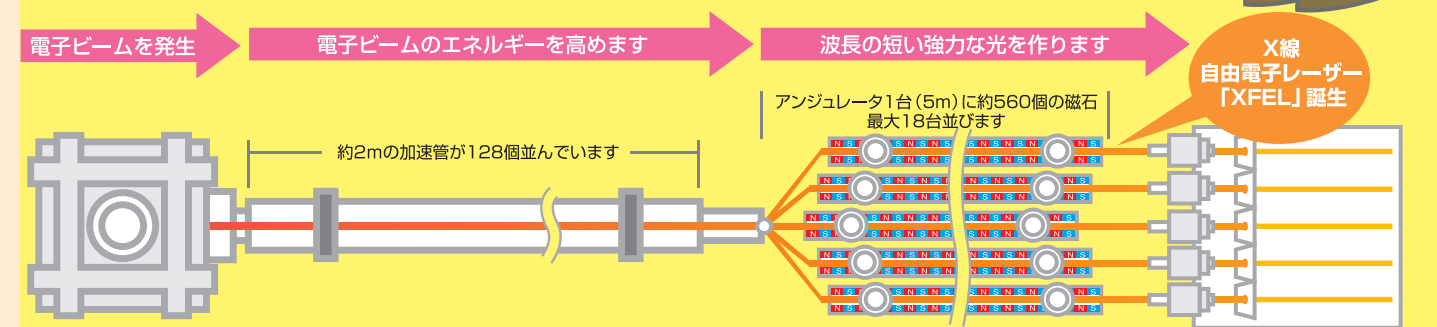 電子ビームを発生
電子ビームのエネルギーを高めます
波長の短い強力な光を作ります
X線
自由電子レーザー
「XFEL」誕生
アンジュレータ1台（5m）に約560個の磁石
最大18台並びます
約2mの加速管が128個並んでいます